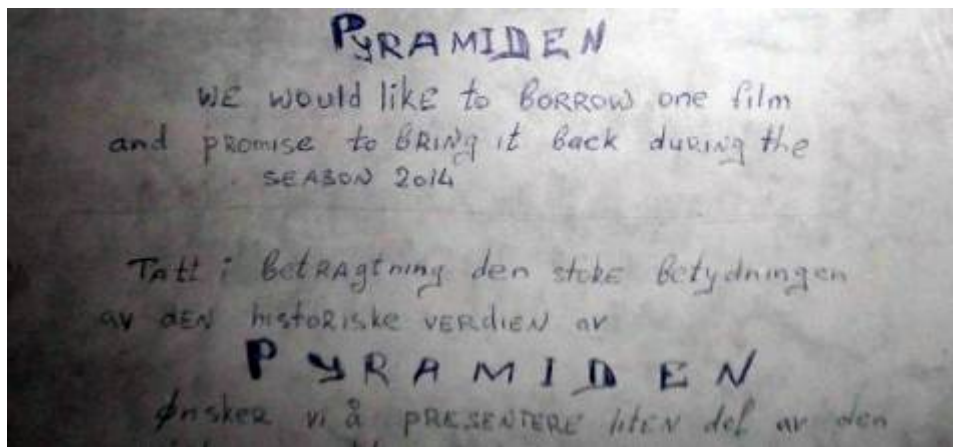 PYRAMIDEN
WE would like to BORROW one film
and promise to BRINg it back during the
SEASON 2014
Tatt i betRAgtning den stoRE betydningen
av dEN histoRiske VERdiEN av
PYRAMIDEN
ØnskER vi å PRESENTERE liten del av den